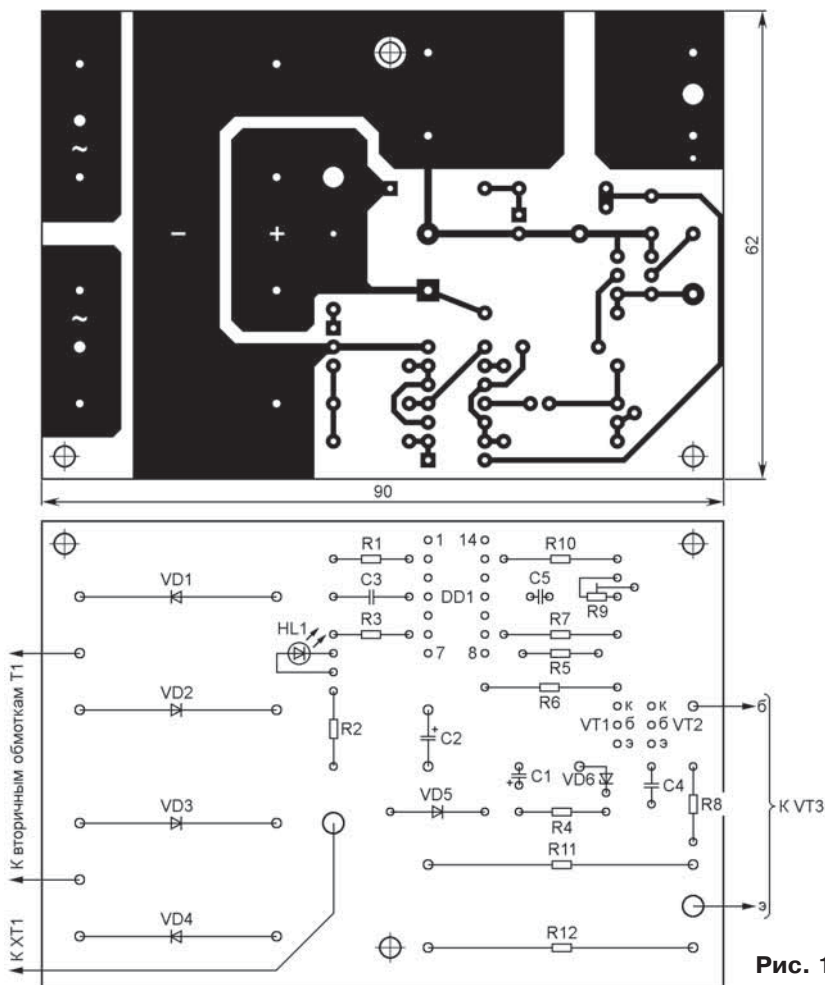 ~
− +
~
62
90
R1 1 14 R10
VD1 C3 C5
DD1 R9
HL1 R3 R7
7 8 R5
К вторичным обмоткам Т1
VD2 R6
к к
б
R2 C2 VT1 б б VT2
э э
C1 VD6 C4
VD5 R8 К VT3
VD3 R4
R11
К ХТ1
VD4 э
R12
Рис. 1